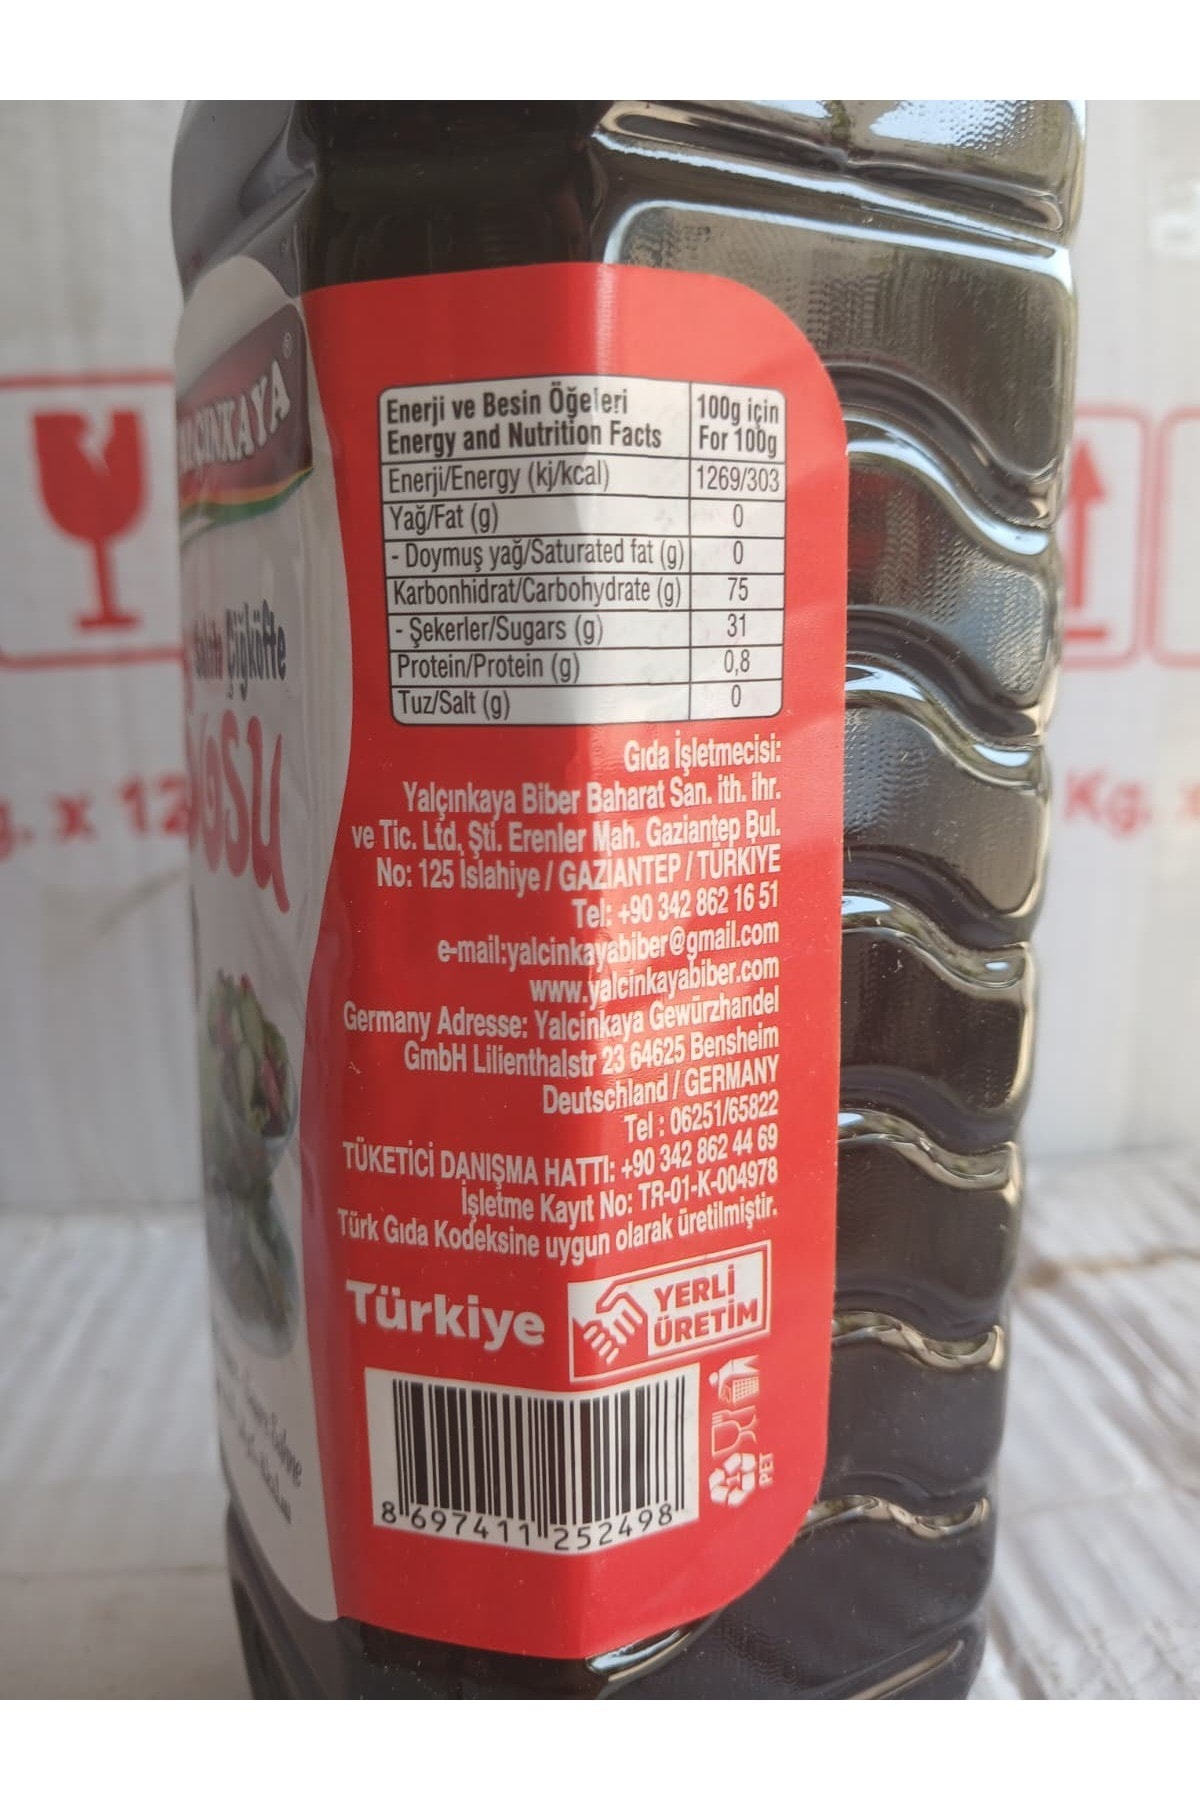 YALÇINKAYA®
Çiğköfte
Enerji ve Besin Öğeleri
Energy and Nutrition Facts
100g için
For 100g
Enerji/Energy (kj/kcal) 1269/303
Yağ/Fat (g) 0
- Doymuş yağ/Saturated fat (g) 0
Karbonhidrat/Carbohydrate (g) 75
- Şekerler/Sugars (g) 31
Protein/Protein (g) 0,8
Tuz/Salt (g) 0
Gıda İşletmecisi:
Yalçınkaya Biber Baharat San. ith. ihr.
ve Tic. Ltd, Şti. Erenler Mah. Gaziantep Bul.
No: 125 İslahiye / GAZİANTEP / TÜRKİYE
Tel: +90 342 862 16 51
e-mail:yalcinkayabiber@gmail.com
www.yalcinkayabiber.com
Germany Adresse: Yalcinkaya Gewürzhandel
GmbH Lilienthalstr 23 64625 Bensheim
Deutschland / GERMANY
Tel : 06251/65822
TÜKETİCİ DANIŞMA HATTI: +90 342 862 44 69
İşletme Kayıt No: TR-01-K-004978
Türk Gıda Kodeksine uygun olarak üretilmiştir.
Türkiye
YERLİ
ÜRETİM
8 697411 252498
1
PET
g. x 12
Kg.